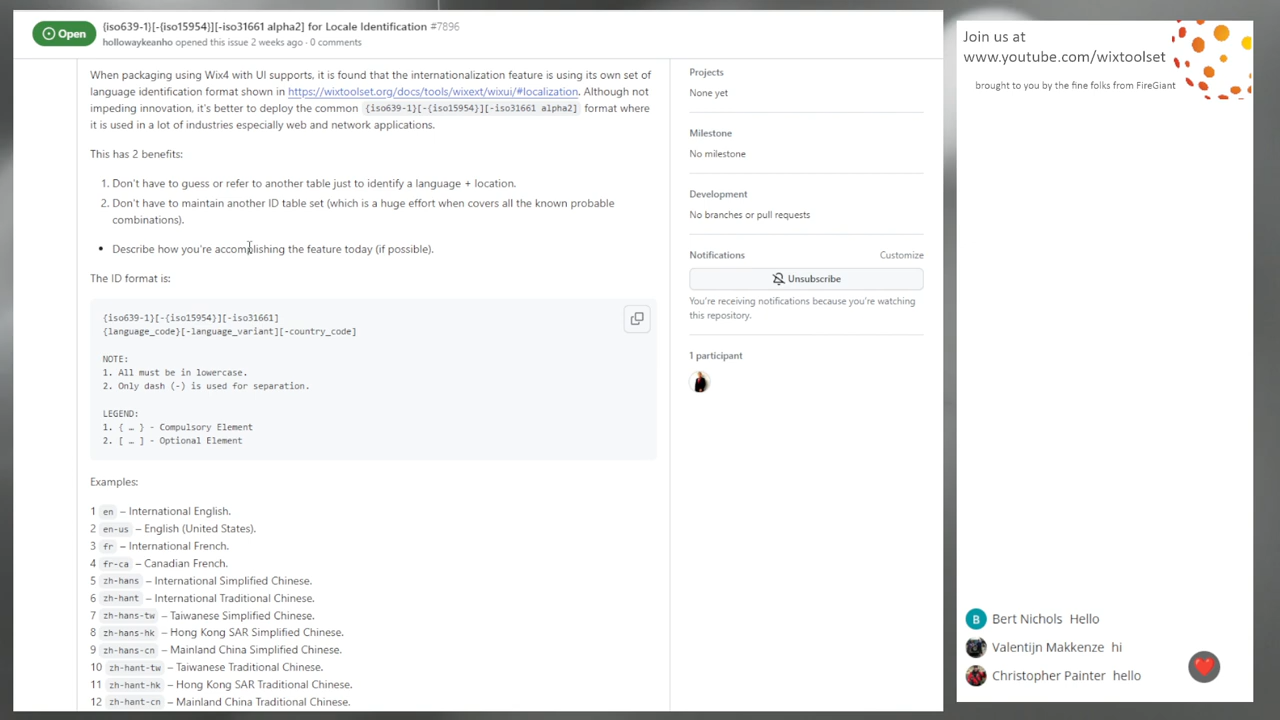 Open
(iso639-1)[-(iso15954)][-iso31661 alpha2] for Locale Identification #7896
hollowaykeanho opened this issue 2 weeks ago · 0 comments
When packaging using Wix4 with UI supports, it is found that the internationalization feature is using its own set of
language identification format shown in https://wixtoolset.org/docs/tools/wixext/wixui/#localization. Although not
impeding innovation, it's better to deploy the common {iso639-1}[-{iso15954}][-iso31661 alpha2] format where
it is used in a lot of industries especially web and network applications.
This has 2 benefits:
1. Don't have to guess or refer to another table just to identify a language + location.
2. Don't have to maintain another ID table set (which is a huge effort when covers all the known probable
combinations).
• Describe how you're accomplishing the feature today (if possible).
The ID format is:
{iso639-1}[-{iso15954}][-iso31661]
{language_code}[-language_variant][-country_code]
NOTE:
1. All must be in lowercase.
2. Only dash (-) is used for separation.
LEGEND:
1. { … } - Compulsory Element
2. [ … ] - Optional Element
Examples:
1 en – International English.
2 en-us – English (United States).
3 fr – International French.
4 fr-ca – Canadian French.
5 zh-hans – International Simplified Chinese.
6 zh-hant – International Traditional Chinese.
7 zh-hans-tw – Taiwanese Simplified Chinese.
8 zh-hans-hk – Hong Kong SAR Simplified Chinese.
9 zh-hans-cn – Mainland China Simplified Chinese.
10 zh-hant-tw – Taiwanese Traditional Chinese.
11 zh-hant-hk – Hong Kong SAR Traditional Chinese.
12 zh-hant-cn – Mainland China Traditional Chinese.
Projects
None yet
Milestone
No milestone
Development
No branches or pull requests
Notifications
Customize
Unsubscribe
You're receiving notifications because you're watching
this repository.
1 participant
Join us at
www.youtube.com/wixtoolset
brought to you by the fine folks from FireGiant
B Bert Nichols Hello
Valentijn Makkenze hi
Christopher Painter hello